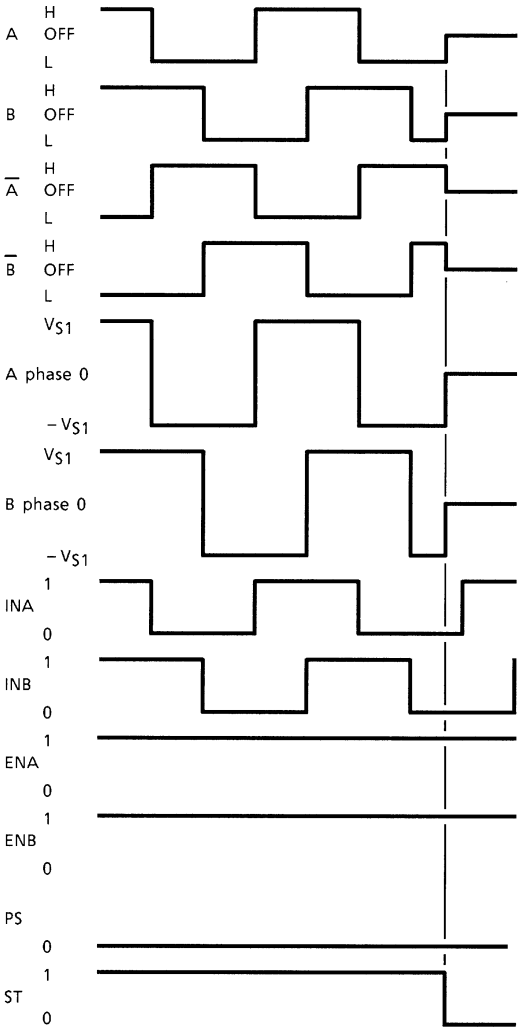 H
A OFF
L
H
B OFF
L
H
A̅ OFF
L
H
B̅ OFF
L
VS1
A phase 0
−VS1
VS1
B phase 0
−VS1
1
INA
0
1
INB
0
1
ENA
0
1
ENB
0
PS
0
1
ST
0